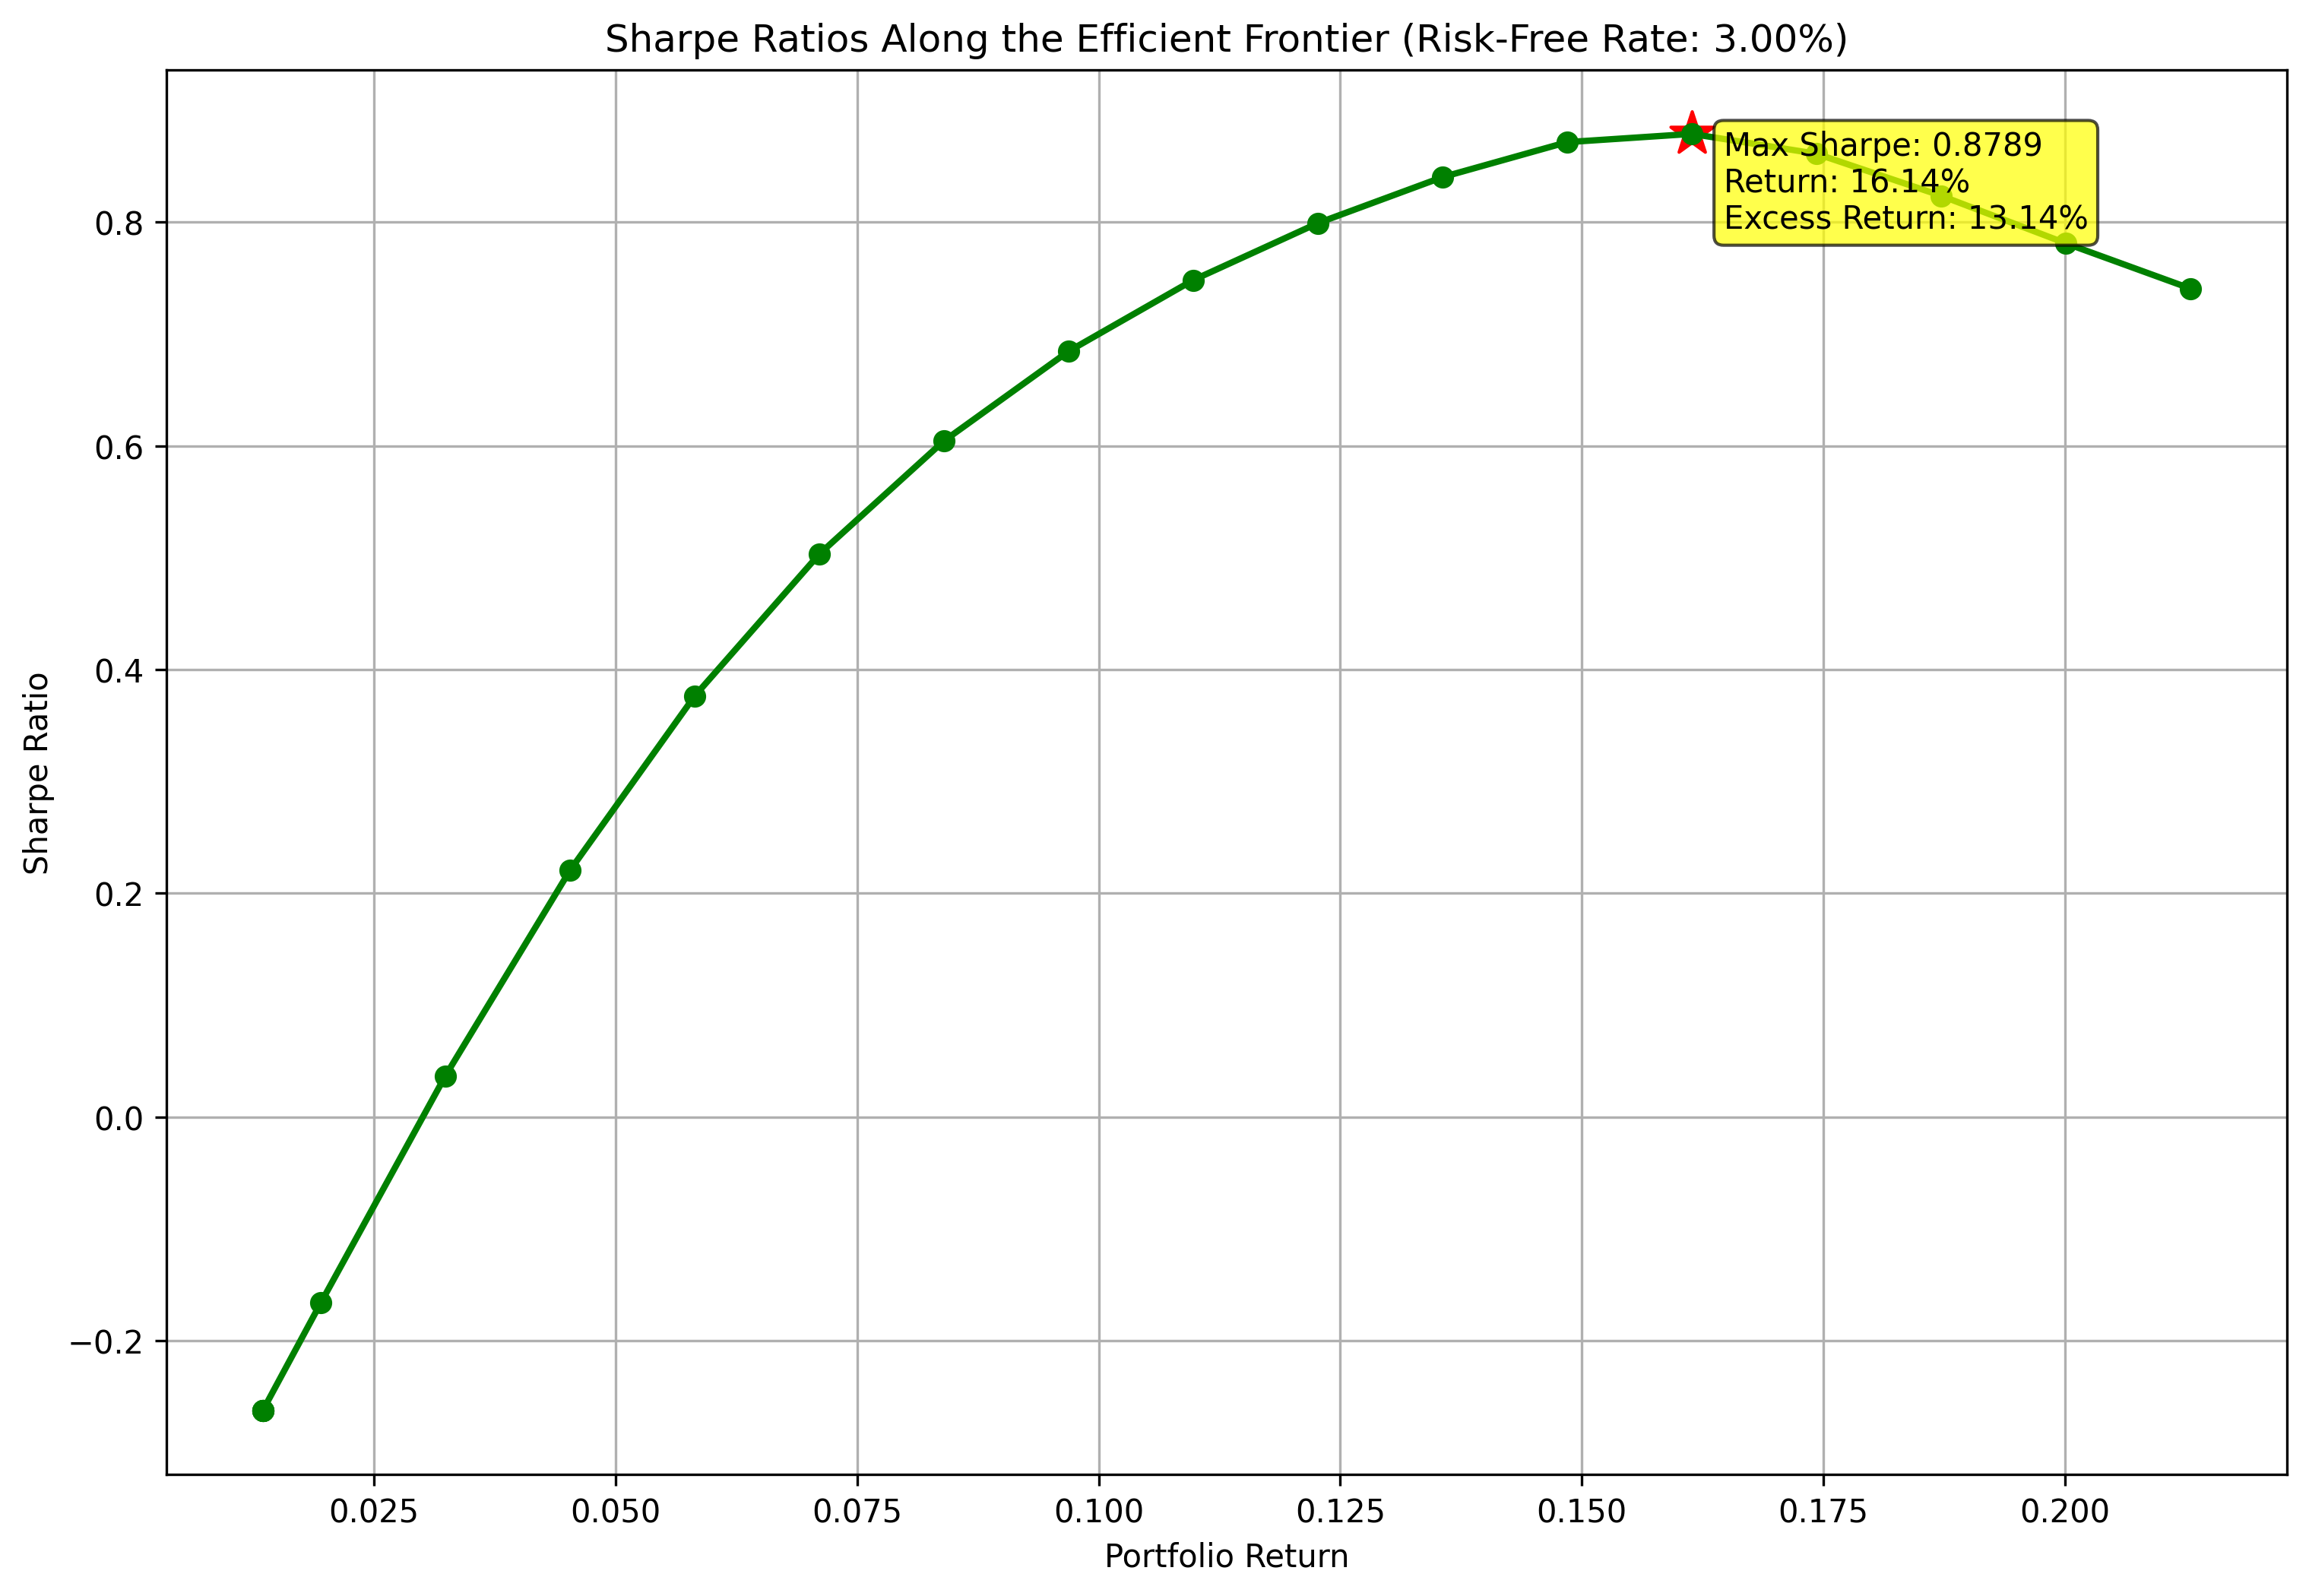 Sharpe Ratios Along the Efficient Frontier (Risk-Free Rate: 3.00%)
Max Sharpe: 0.8789
Return: 16.14%
Excess Return: 13.14%
Sharpe Ratio
0.8
0.6
0.4
0.2
0.0
−0.2
0.025 0.050 0.075 0.100 0.125 0.150 0.175 0.200
Portfolio Return